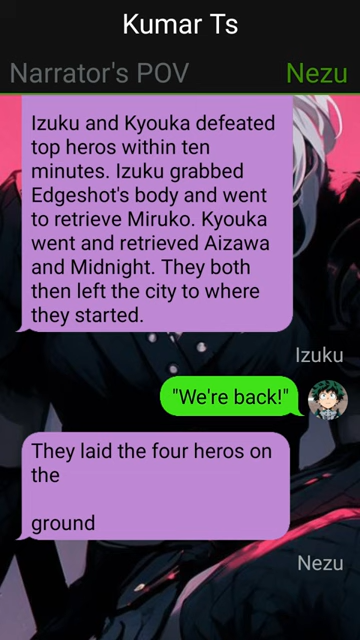 Kumar Ts
Narrator's POV Nezu
Izuku and Kyouka defeated
top heros within ten
minutes. Izuku grabbed
Edgeshot's body and went
to retrieve Miruko. Kyouka
went and retrieved Aizawa
and Midnight. They both
then left the city to where
they started.
Izuku
"We're back!"
They laid the four heros on
the
ground
Nezu